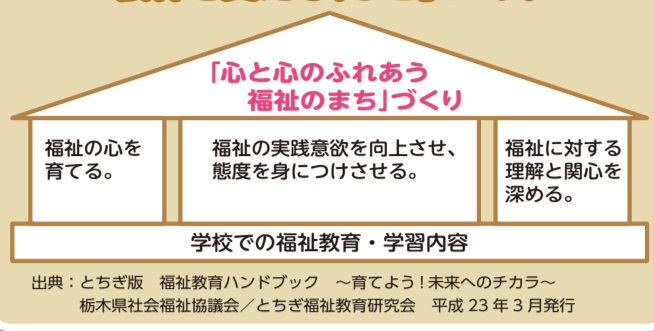 「心と心のふれあう
福祉のまち」づくり
福祉の心を
育てる。
福祉の実践意欲を向上させ、
態度を身につけさせる。
福祉に対する
理解と関心を
深める。
学校での福祉教育・学習内容
出典：とちぎ版　福祉教育ハンドブック　〜育てよう！未来へのチカラ〜
栃木県社会福祉協議会／とちぎ福祉教育研究会　平成 23 年 3 月発行